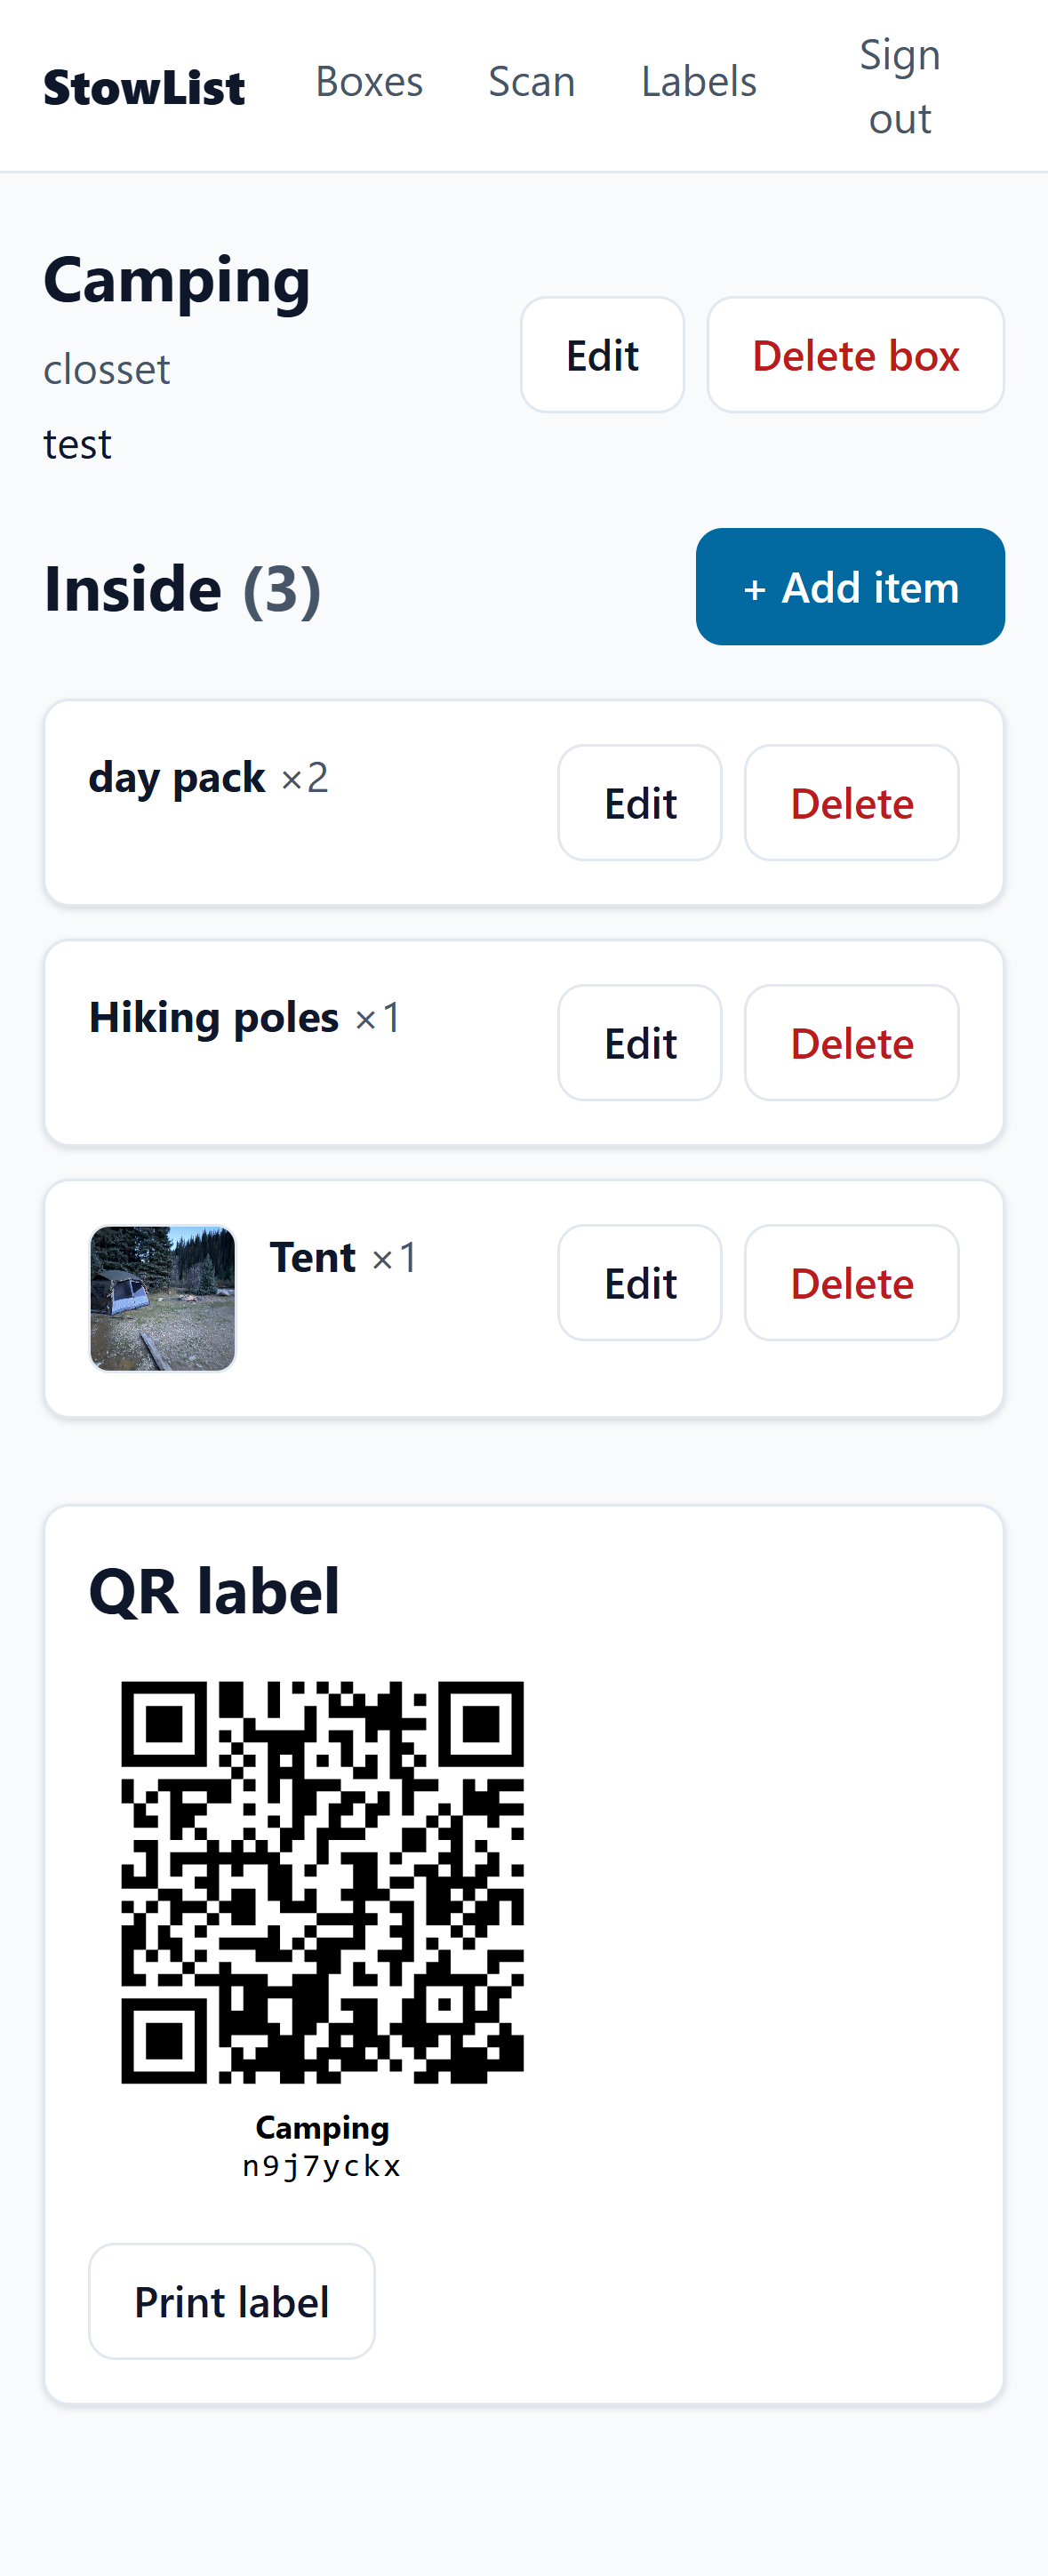 StowList Boxes Scan Labels Sign out
Camping
closset
test
Edit Delete box
Inside (3) + Add item
day pack ×2 Edit Delete
Hiking poles ×1 Edit Delete
Tent ×1 Edit Delete
QR label
Camping
n9j7yckx
Print label